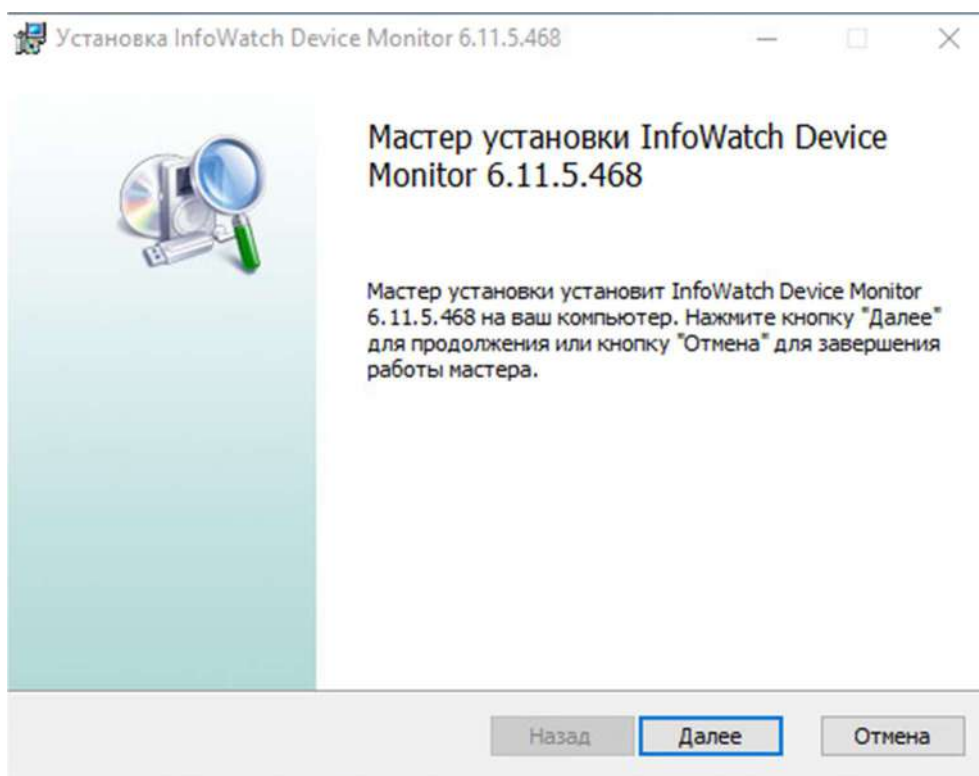 Установка InfoWatch Device Monitor 6.11.5.468
Мастер установки InfoWatch Device
Monitor 6.11.5.468
Мастер установки установит InfoWatch Device Monitor
6.11.5.468 на ваш компьютер. Нажмите кнопку "Далее"
для продолжения или кнопку "Отмена" для завершения
работы мастера.
Назад
Далее
Отмена